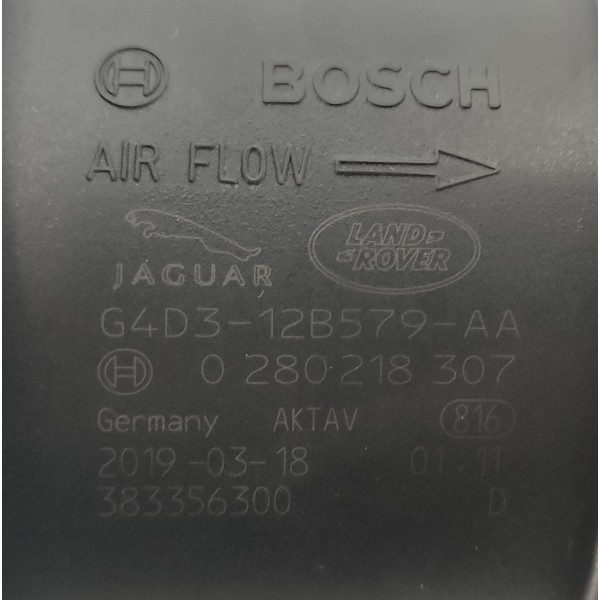 BOSCH
AIR FLOW
JAGUAR LAND-ROVER
G4D3-12B579-AA
0 280 218 307
Germany AKTAV 816
2019-03-18 01 11
383356300 D